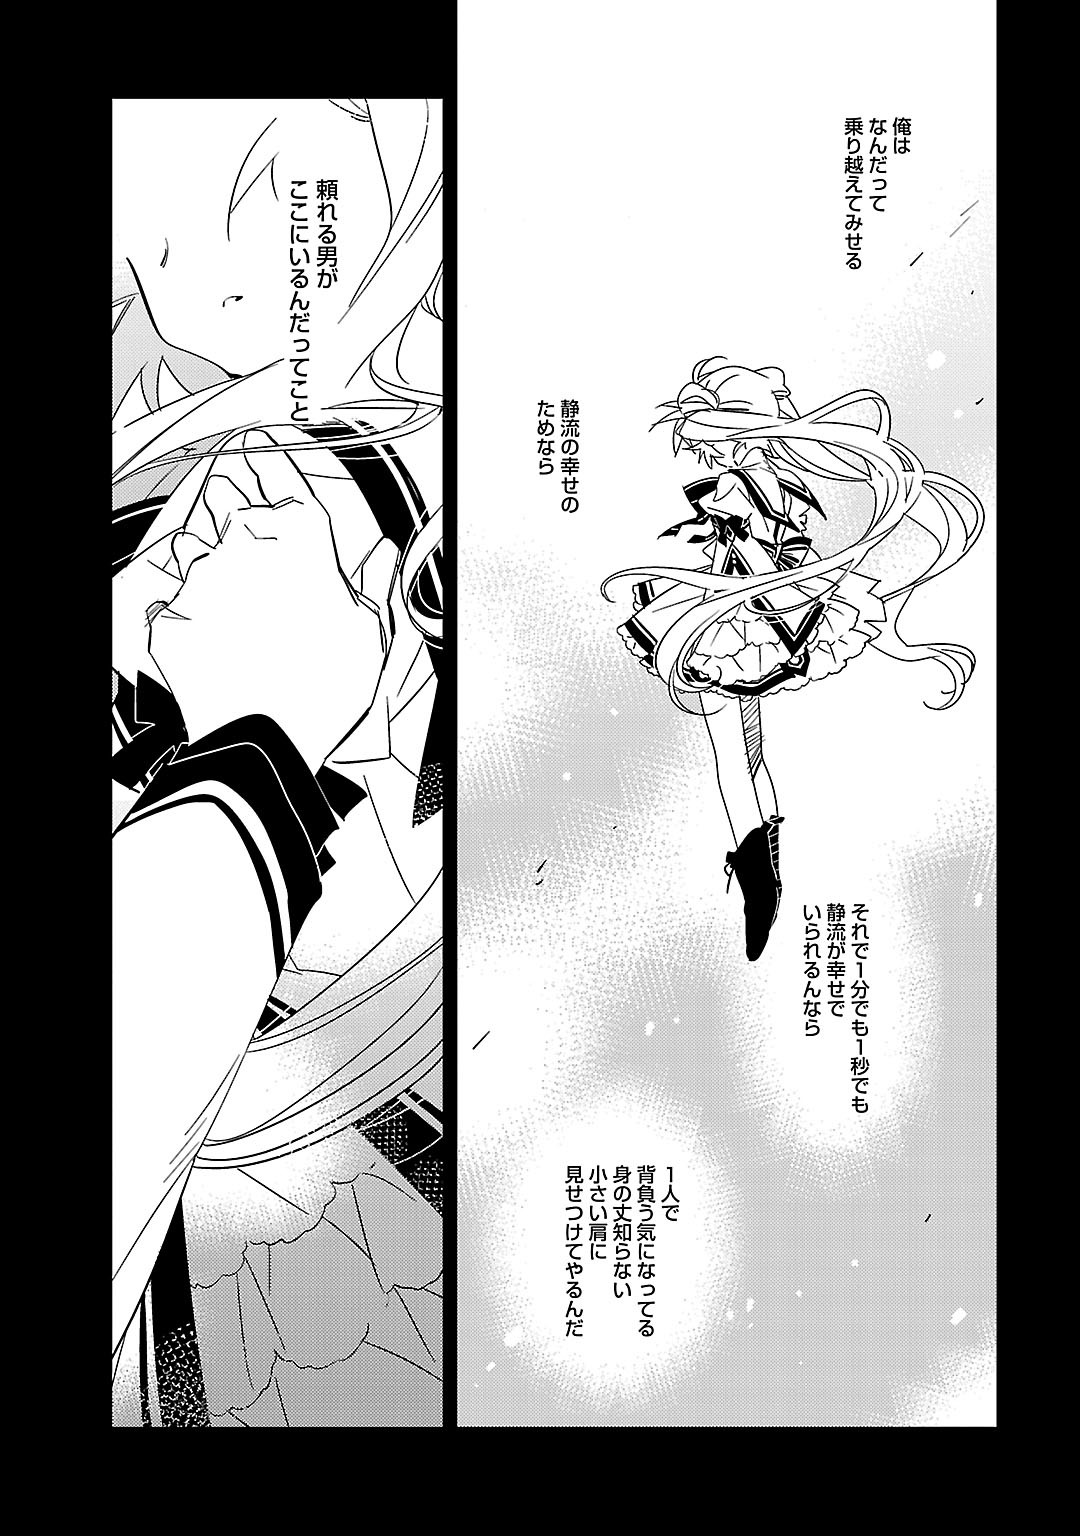 俺は
なんだって
乗り越えてみせる
静流の幸せの
ためなら
それで1分でも1秒でも
静流が幸せで
いられるんなら
1人で
背負う気になってる
身の丈知らない
小さい肩に
見せつけてやるんだ
頼れる男が
ここにいるんだってこと